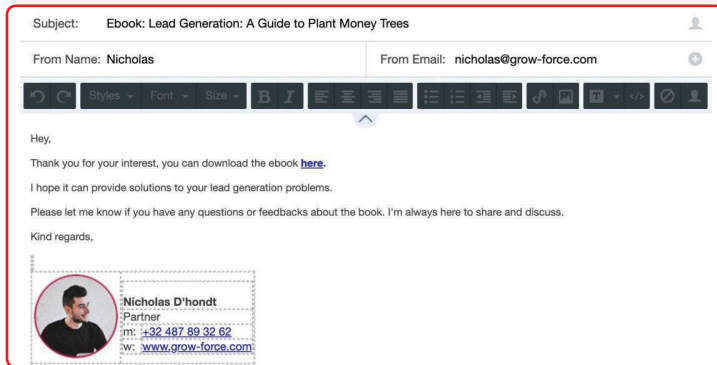 Subject: Ebook: Lead Generation: A Guide to Plant Money Trees
From Name: Nicholas From Email: nicholas@grow-force.com
Styles Font Size B I T </>
Hey,
Thank you for your interest, you can download the ebook here.
I hope it can provide solutions to your lead generation problems.
Please let me know if you have any questions or feedbacks about the book. I'm always here to share and discuss.
Kind regards,
Nicholas D'hondt
Partner
m: +32 487 89 32 62
w: www.grow-force.com